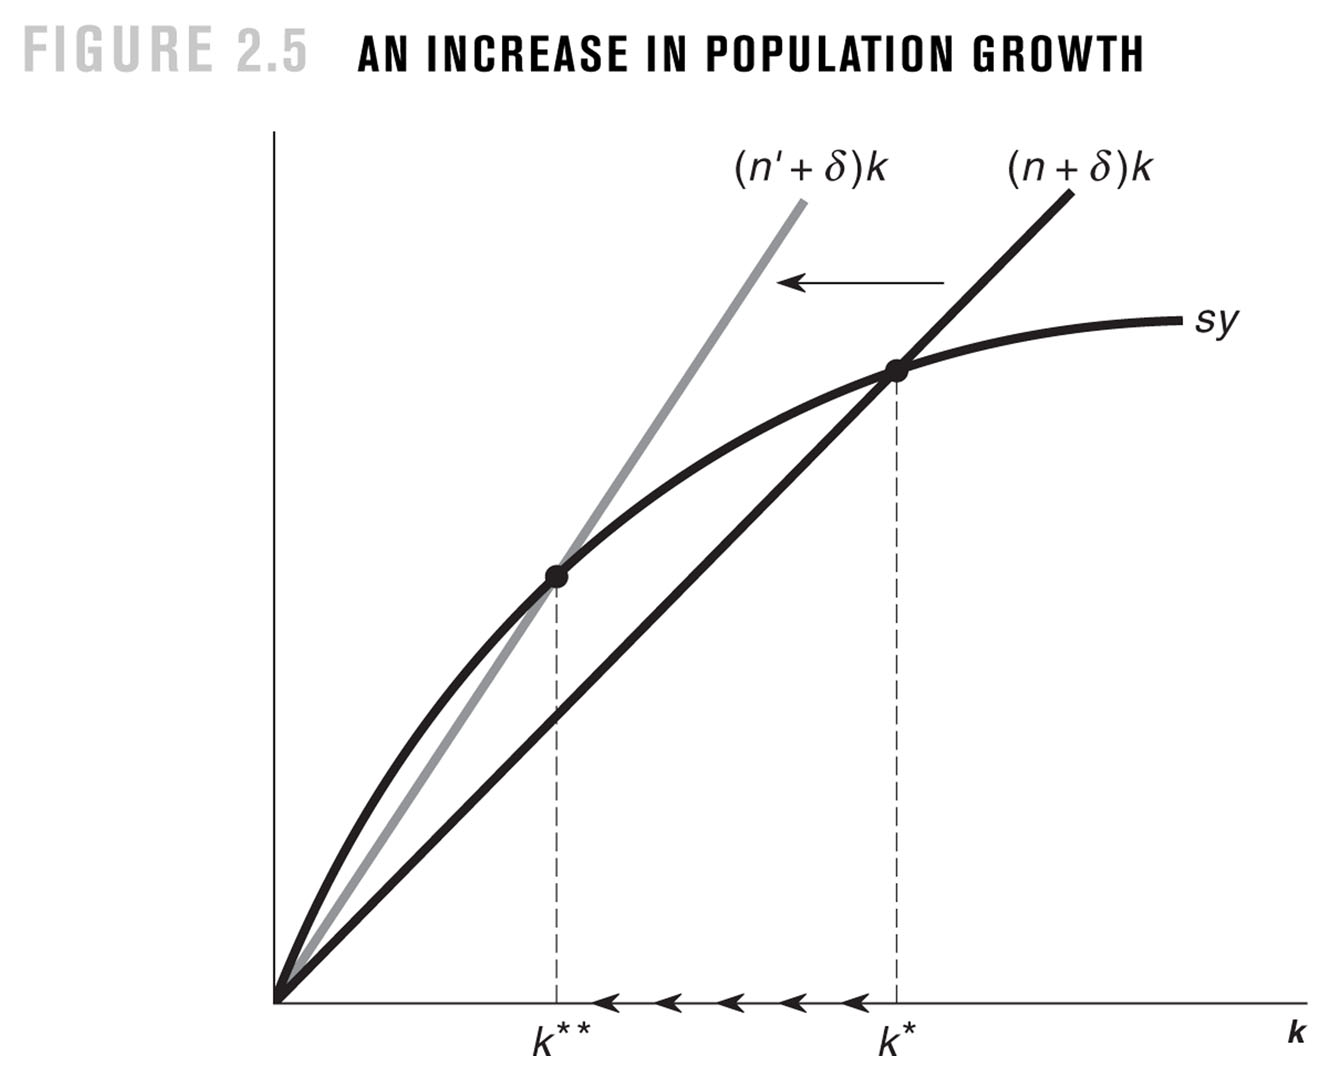 FIGURE 2.5 AN INCREASE IN POPULATION GROWTH
(n' + δ)k
(n + δ)k
sy
k**
k*
k